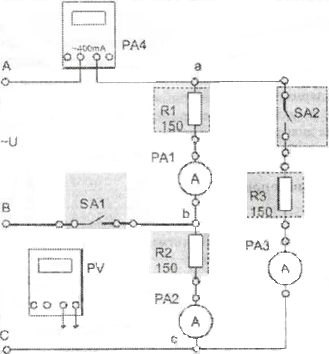 PA4
~400mA
A
a
R1
150
SA2
~U
PA1
A
SA1
R3
150
B
b
R2
150
PA3
A
PV
PA2
A
C
c